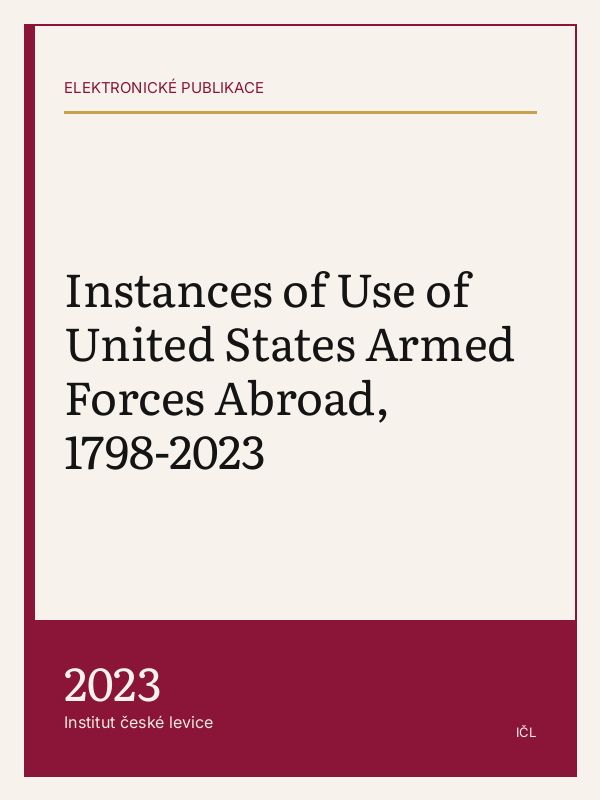 ELEKTRONICKÉ PUBLIKACE
Instances of Use of
United States Armed
Forces Abroad,
1798-2023
2023
Institut české levice
IČL